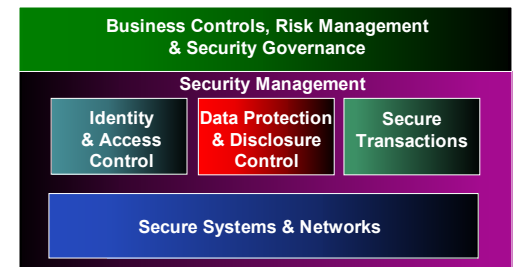 Business Controls, Risk Management
& Security Governance
Security Management
Identity
& Access
Control
Data Protection
& Disclosure
Control
Secure
Transactions
Secure Systems & Networks